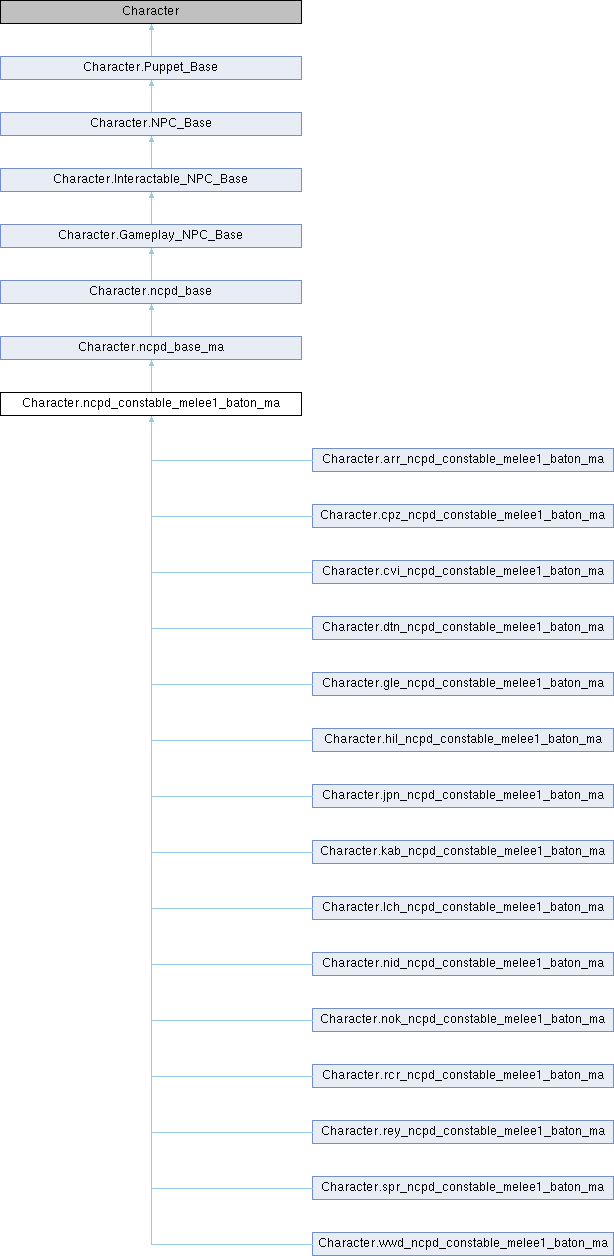 Character
Character.Puppet_Base
Character.NPC_Base
Character.Interactable_NPC_Base
Character.Gameplay_NPC_Base
Character.ncpd_base
Character.ncpd_base_ma
Character.ncpd_constable_melee1_baton_ma
Character.arr_ncpd_constable_melee1_baton_ma
Character.cpz_ncpd_constable_melee1_baton_ma
Character.cvi_ncpd_constable_melee1_baton_ma
Character.dtn_ncpd_constable_melee1_baton_ma
Character.gle_ncpd_constable_melee1_baton_ma
Character.hil_ncpd_constable_melee1_baton_ma
Character.jpn_ncpd_constable_melee1_baton_ma
Character.kab_ncpd_constable_melee1_baton_ma
Character.lch_ncpd_constable_melee1_baton_ma
Character.nid_ncpd_constable_melee1_baton_ma
Character.nok_ncpd_constable_melee1_baton_ma
Character.rcr_ncpd_constable_melee1_baton_ma
Character.rey_ncpd_constable_melee1_baton_ma
Character.spr_ncpd_constable_melee1_baton_ma
Character.wwd_ncpd_constable_melee1_baton_ma